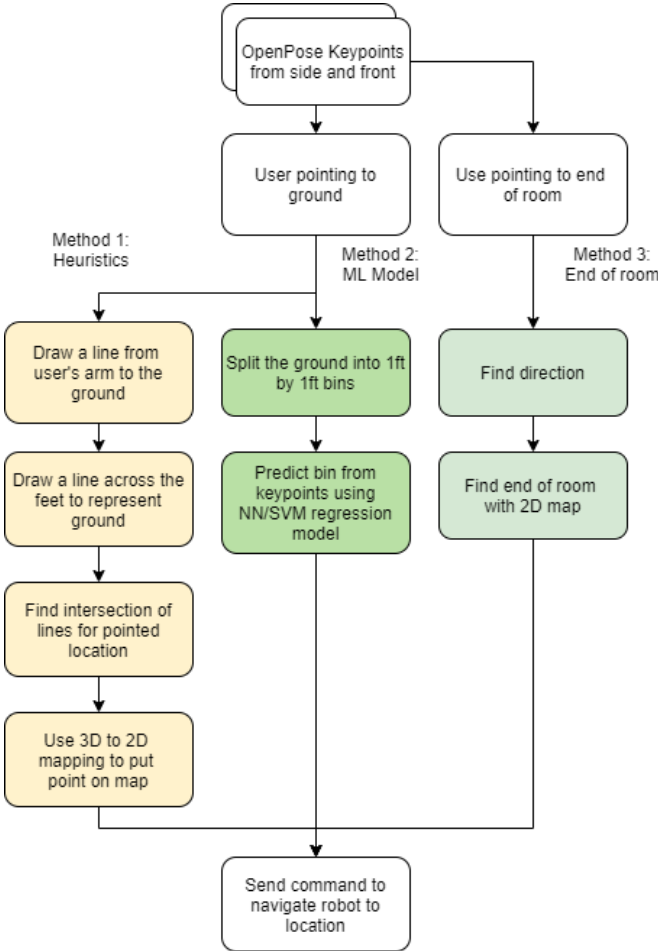 OpenPose Keypoints
from side and front
User pointing to
ground
Use pointing to end
of room
Method 1:
Heuristics
Method 2:
ML Model
Method 3:
End of room
Draw a line from
user's arm to the
ground
Split the ground into 1ft
by 1ft bins
Find direction
Draw a line across the
feet to represent
ground
Predict bin from
keypoints using
NN/SVM regression
model
Find end of room
with 2D map
Find intersection of
lines for pointed
location
Use 3D to 2D
mapping to put
point on map
Send command to
navigate robot to
location